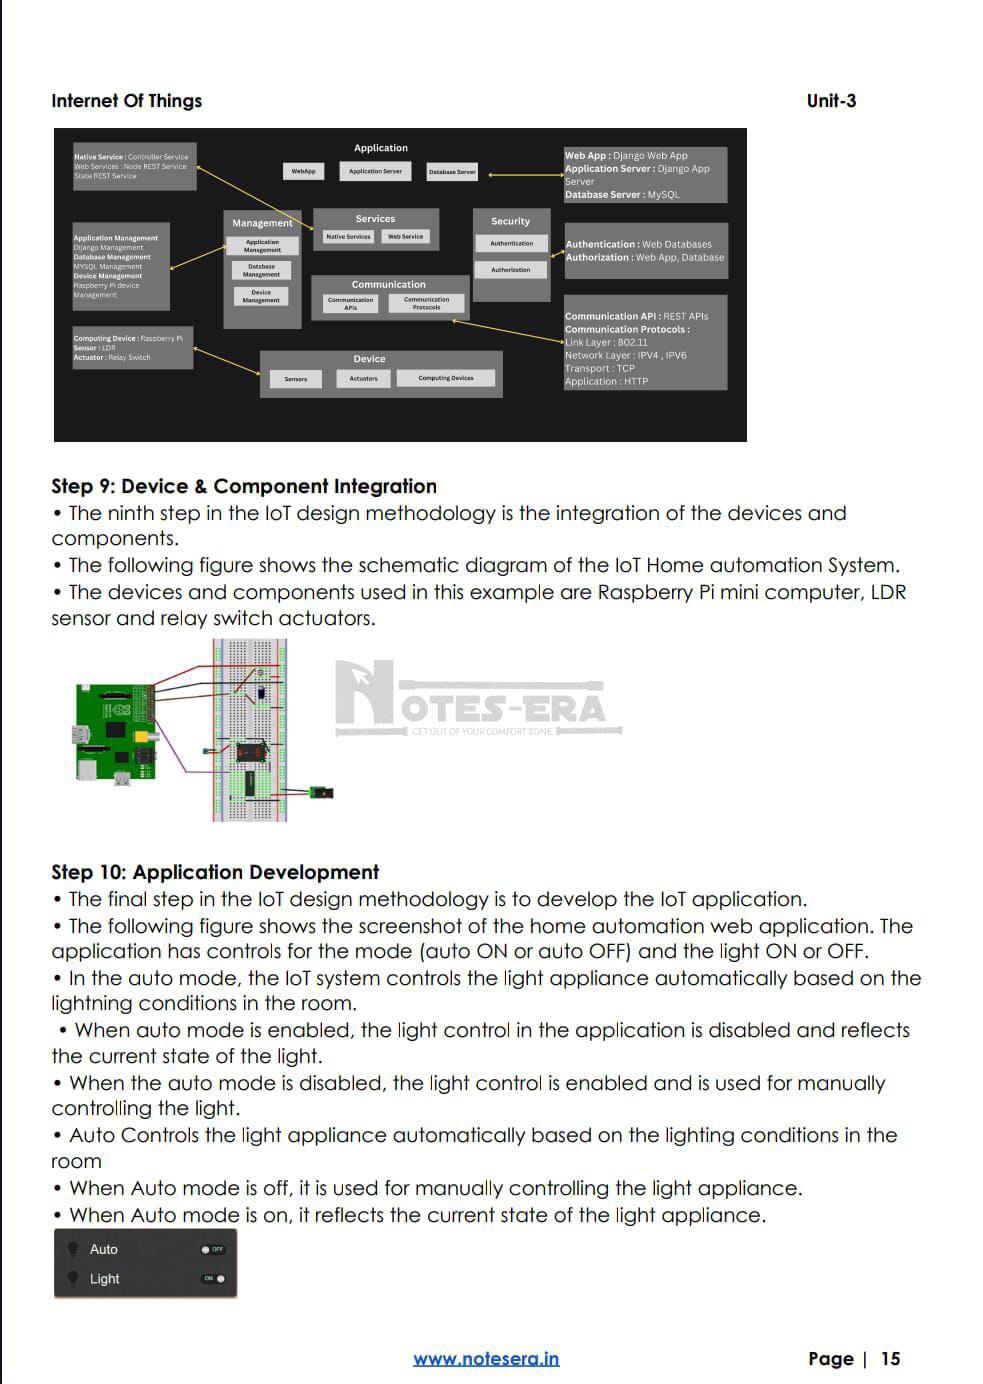 Internet Of Things Unit-3
Application
Native Service : Controller Service
Web Services : Node REST Service
State REST Service
WebApp
Application Server
Database Server
Web App : Django Web App
Application Server : Django App
Server
Database Server : MySQL
Management
Application
Management
Database
Management
Device
Management
Services
Native Services
Web Service
Security
Authentication
Authorization
Application Management
Django Management
Database Management
MYSQL Management
Device Management
Raspberry Pi device
Management
Authentication : Web Databases
Authorization : Web App, Database
Communication
Communication
APIs
Communication
Protocols
Communication API : REST APIs
Communication Protocols :
Link Layer : 802.11
Network Layer : IPV4 , IPV6
Transport : TCP
Application : HTTP
Computing Device : Raspberry Pi
Sensor : LDR
Actuator : Relay Switch
Device
Sensors
Actuators
Computing Devices
Step 9: Device & Component Integration
• The ninth step in the IoT design methodology is the integration of the devices and
components.
• The following figure shows the schematic diagram of the IoT Home automation System.
• The devices and components used in this example are Raspberry Pi mini computer, LDR
sensor and relay switch actuators.
NOTES-ERA
GET OUT OF YOUR COMFORT ZONE
Step 10: Application Development
• The final step in the IoT design methodology is to develop the IoT application.
• The following figure shows the screenshot of the home automation web application. The
application has controls for the mode (auto ON or auto OFF) and the light ON or OFF.
• In the auto mode, the IoT system controls the light appliance automatically based on the
lightning conditions in the room.
• When auto mode is enabled, the light control in the application is disabled and reflects
the current state of the light.
• When the auto mode is disabled, the light control is enabled and is used for manually
controlling the light.
• Auto Controls the light appliance automatically based on the lighting conditions in the
room
• When Auto mode is off, it is used for manually controlling the light appliance.
• When Auto mode is on, it reflects the current state of the light appliance.
Auto OFF
Light ON
www.notesera.in Page | 15